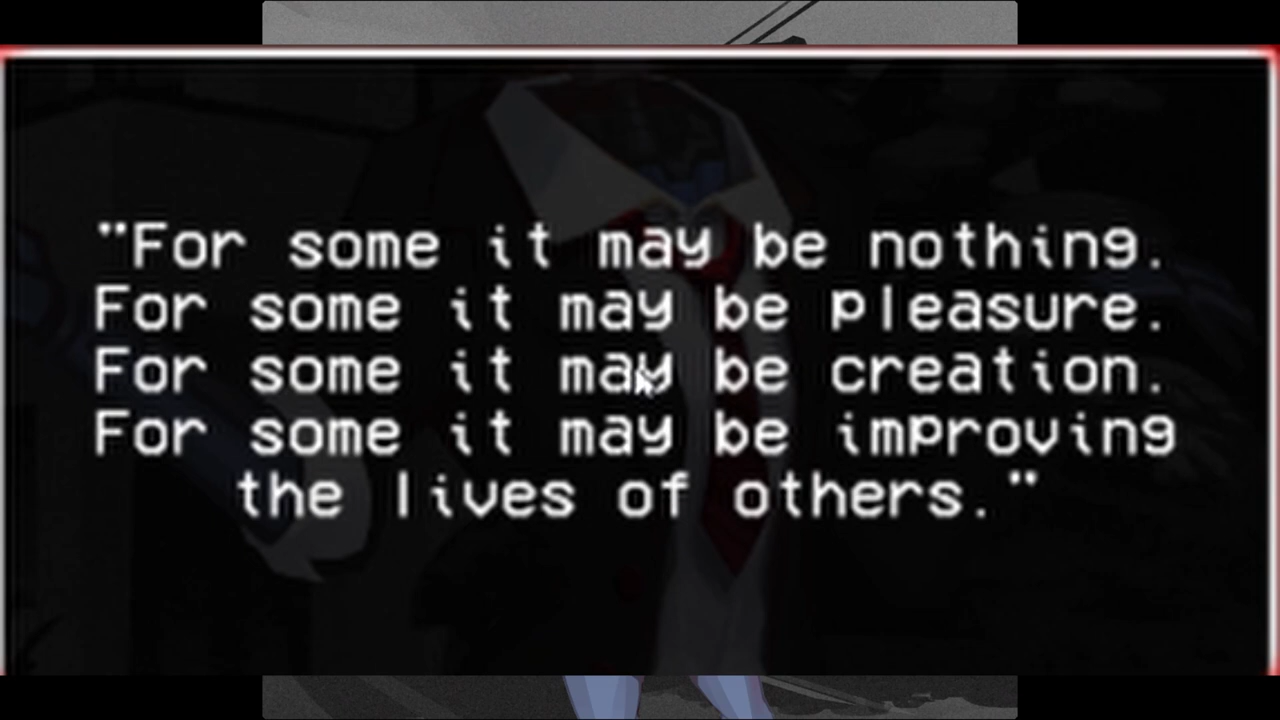 "For some it may be nothing.
For some it may be pleasure.
For some it may be creation.
For some it may be improving
the lives of others."